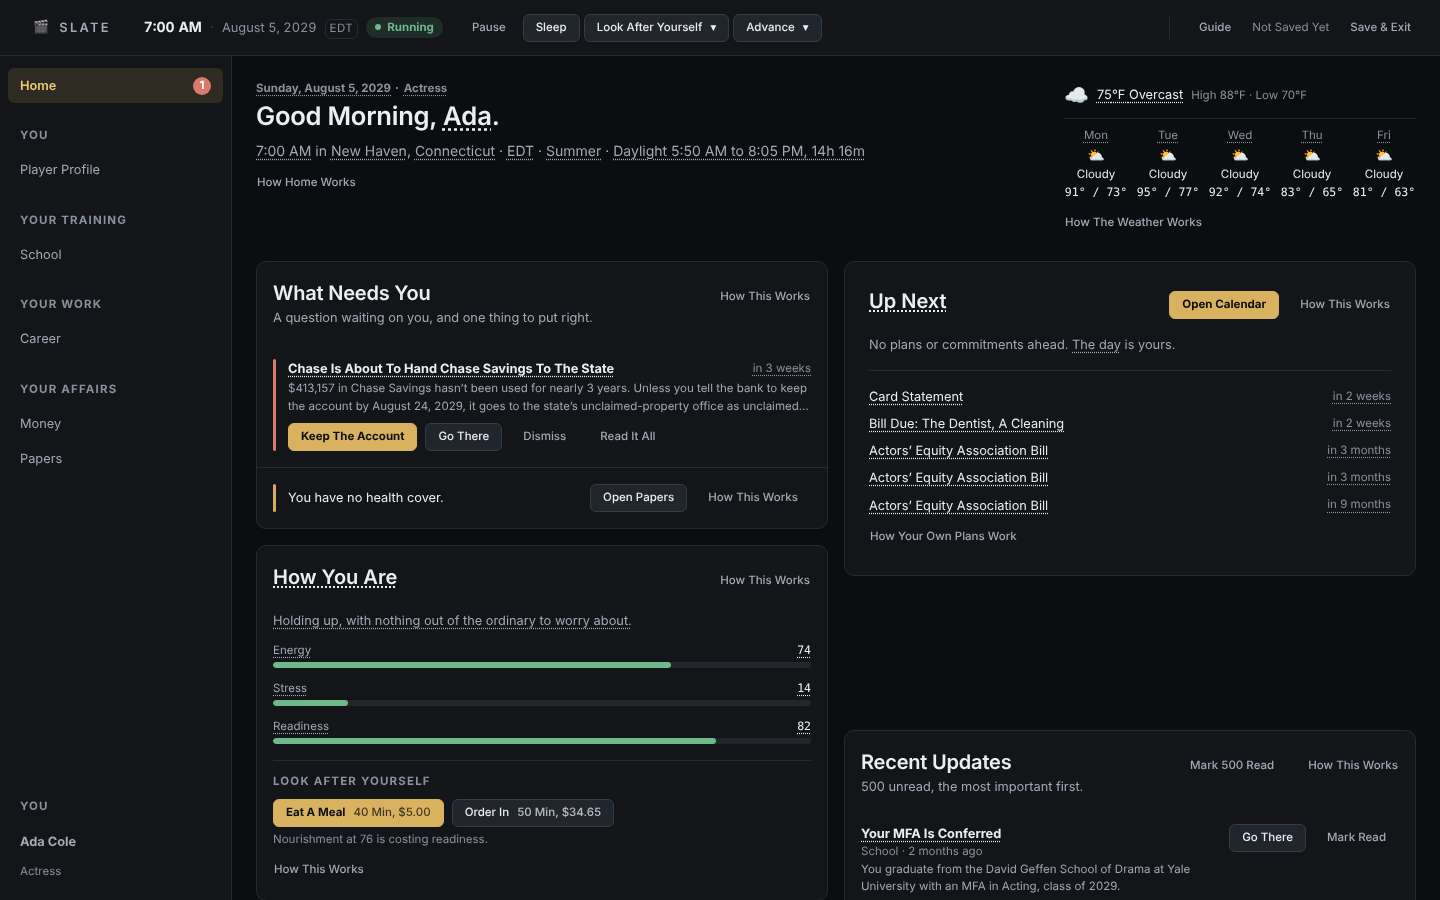 SLATE
7:00 AM · August 5, 2029 EDT Running
Pause Sleep Look After Yourself ▾ Advance ▾
Guide Not Saved Yet Save & Exit
Home 1
YOU
Player Profile
YOUR TRAINING
School
YOUR WORK
Career
YOUR AFFAIRS
Money
Papers
YOU
Ada Cole
Actress
Sunday, August 5, 2029 · Actress
Good Morning, Ada.
7:00 AM in New Haven, Connecticut · EDT · Summer · Daylight 5:50 AM to 8:05 PM, 14h 16m
How Home Works
75°F Overcast High 88°F · Low 70°F
Mon Tue Wed Thu Fri
Cloudy Cloudy Cloudy Cloudy Cloudy
91° / 73° 95° / 77° 92° / 74° 83° / 65° 81° / 63°
How The Weather Works
What Needs You How This Works
A question waiting on you, and one thing to put right.
Chase Is About To Hand Chase Savings To The State in 3 weeks
$413,157 in Chase Savings hasn’t been used for nearly 3 years. Unless you tell the bank to keep
the account by August 24, 2029, it goes to the state’s unclaimed-property office as unclaimed...
Keep The Account Go There Dismiss Read It All
You have no health cover. Open Papers How This Works
How You Are How This Works
Holding up, with nothing out of the ordinary to worry about.
Energy 74
Stress 14
Readiness 82
LOOK AFTER YOURSELF
Eat A Meal 40 Min, $5.00 Order In 50 Min, $34.65
Nourishment at 76 is costing readiness.
How This Works
Up Next Open Calendar How This Works
No plans or commitments ahead. The day is yours.
Card Statement in 2 weeks
Bill Due: The Dentist, A Cleaning in 2 weeks
Actors’ Equity Association Bill in 3 months
Actors’ Equity Association Bill in 3 months
Actors’ Equity Association Bill in 9 months
How Your Own Plans Work
Recent Updates Mark 500 Read How This Works
500 unread, the most important first.
Your MFA Is Conferred Go There Mark Read
School · 2 months ago
You graduate from the David Geffen School of Drama at Yale
University with an MFA in Acting, class of 2029.